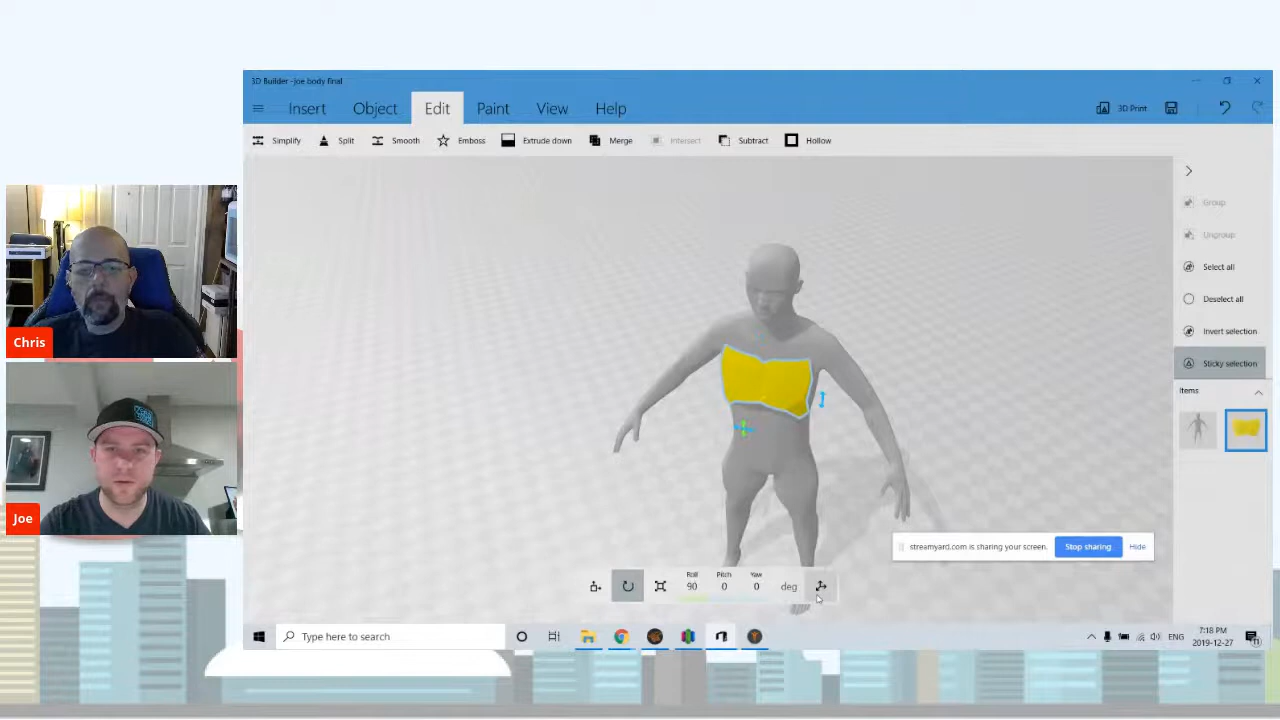 3D Builder -joe body final
Insert Object Edit Paint View Help
3D Print
Simplify Split Smooth Emboss Extrude down Merge Intersect Subtract Hollow
Group
Ungroup
Select all
Deselect all
Invert selection
Sticky selection
Items
Chris
Joe
streamyard.com is sharing your screen. Stop sharing Hide
Roll Pitch Yaw
90 0 0 deg
Type here to search
ENG
7:18 PM
2019-12-27